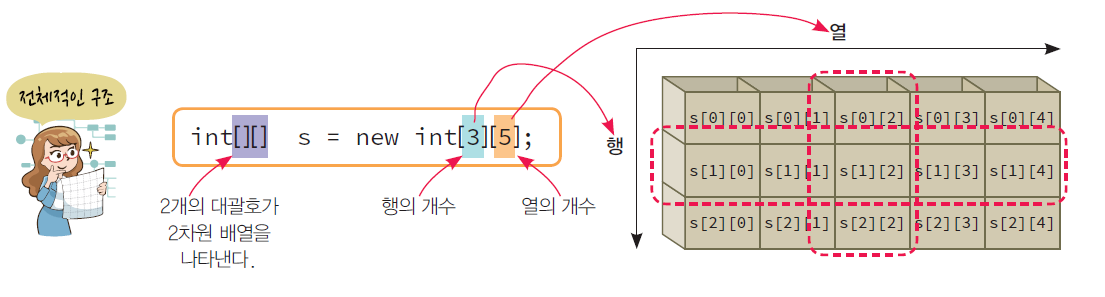 열
전체적인 구조
int[][] s = new int[3][5];
행
2개의 대괄호가
2차원 배열을
나타낸다.
행의 개수
열의 개수
s[0][0] s[0][1] s[0][2] s[0][3] s[0][4]
s[1][0] s[1][1] s[1][2] s[1][3] s[1][4]
s[2][0] s[2][1] s[2][2] s[2][3] s[2][4]